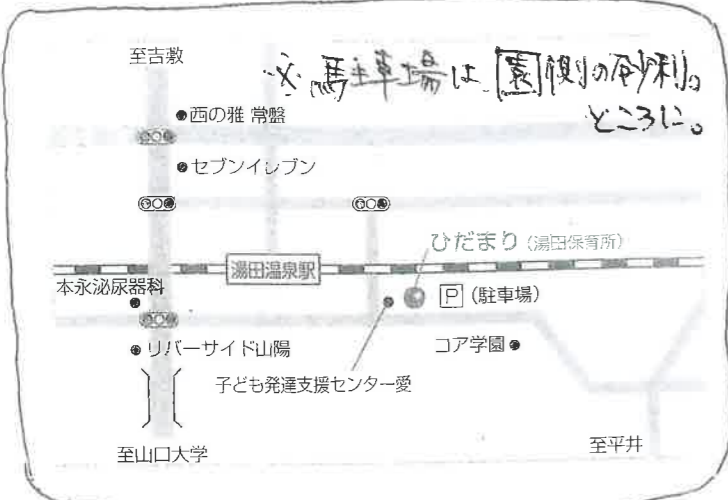 至吉敷
※ 駐車場は、園側の砂利。
ところに。
西の雅 常盤
セブンイレブン
ひだまり (湯田保育所)
湯田温泉駅
本永泌尿器科
P (駐車場)
リバーサイド山陽
コア学園
子ども発達支援センター愛
至山口大学
至平井